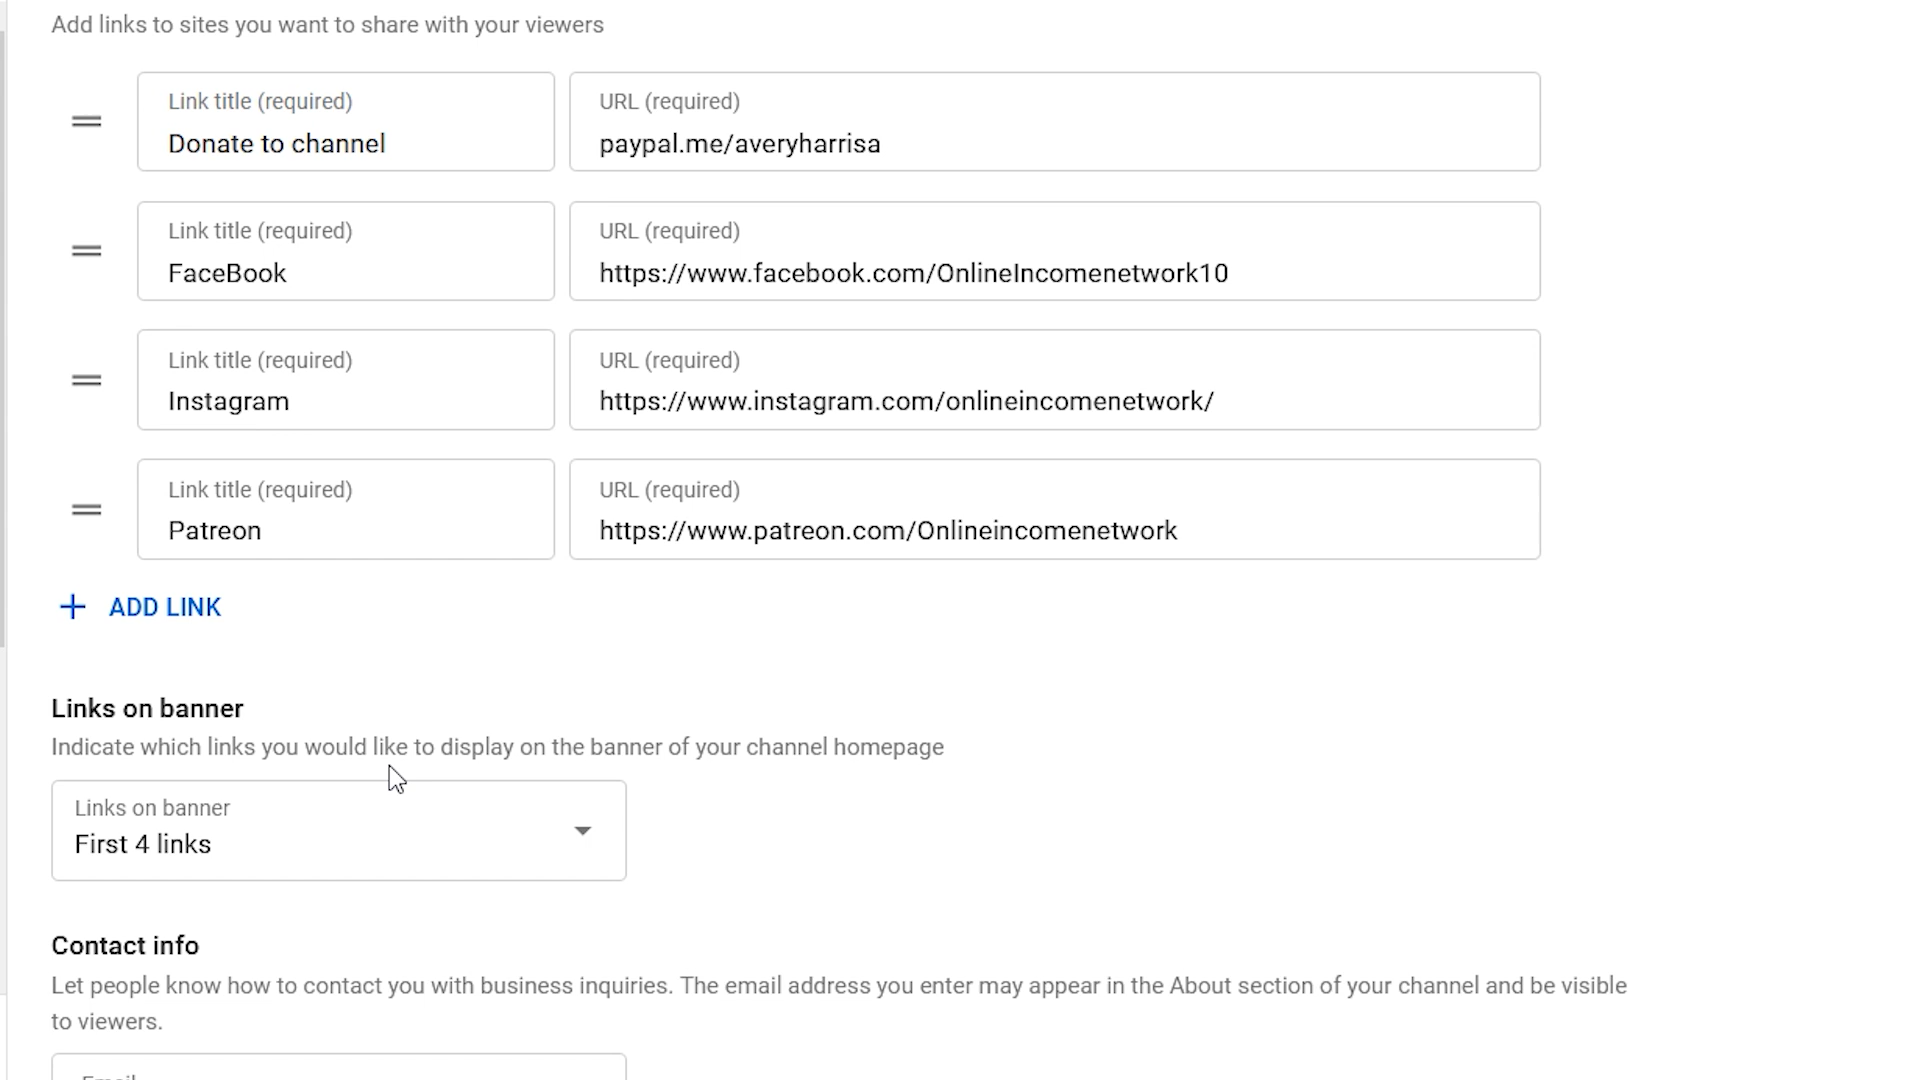 Add links to sites you want to share with your viewers
Link title (required)
Donate to channel
URL (required)
paypal.me/averyharrisa
Link title (required)
FaceBook
URL (required)
https://www.facebook.com/OnlineIncomenetwork10
Link title (required)
Instagram
URL (required)
https://www.instagram.com/onlineincomenetwork/
Link title (required)
Patreon
URL (required)
https://www.patreon.com/Onlineincomenetwork
ADD LINK
Links on banner
Indicate which links you would like to display on the banner of your channel homepage
Links on banner
First 4 links
Contact info
Let people know how to contact you with business inquiries. The email address you enter may appear in the About section of your channel and be visible
to viewers.
Email